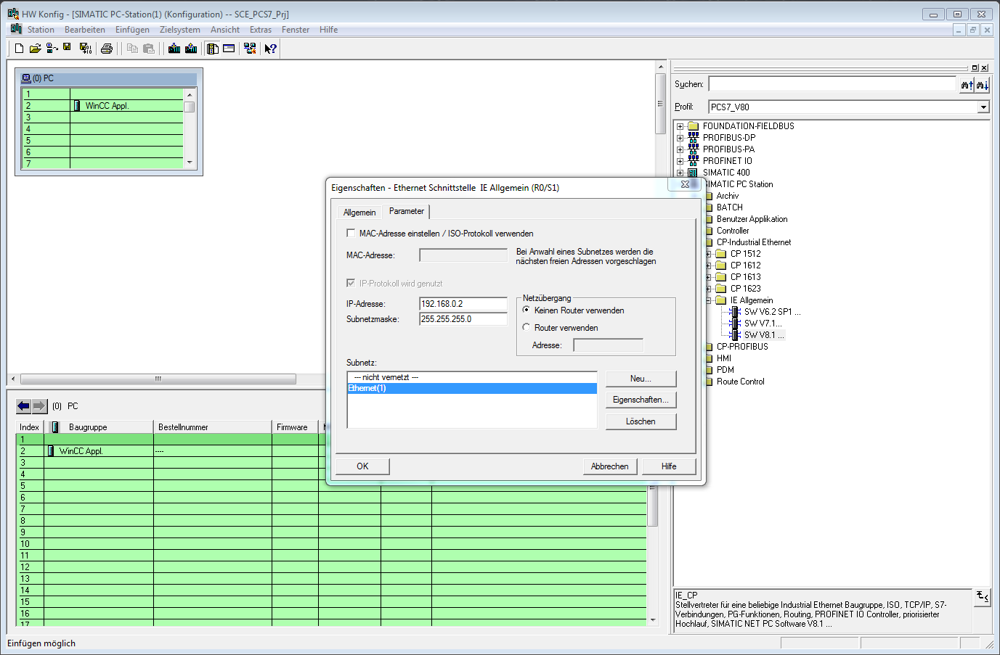 HW Konfig - [SIMATIC PC-Station(1) (Konfiguration) -- SCE_PCS7_Prj]
Station Bearbeiten Einfügen Zielsystem Ansicht Extras Fenster Hilfe
(0) PC
1
2 WinCC Appl.
3
4
5
6
7
Suchen:
Profil: PCS7_V80
FOUNDATION-FIELDBUS
PROFIBUS-DP
PROFIBUS-PA
PROFINET IO
SIMATIC 400
IMATIC PC Station
Archiv
BATCH
Benutzer Applikation
Controller
CP-Industrial Ethernet
CP 1512
CP 1612
CP 1613
CP 1623
IE Allgemein
SW V6.2 SP1 ...
SW V7.1...
SW V8.1 ...
CP-PROFIBUS
HMI
PDM
Route Control
Eigenschaften - Ethernet Schnittstelle IE Allgemein (R0/S1)
Allgemein Parameter
MAC-Adresse einstellen / ISO-Protokoll verwenden
MAC-Adresse:
Bei Anwahl eines Subnetzes werden die
nächsten freien Adressen vorgeschlagen
IP-Protokoll wird genutzt
IP-Adresse: 192.168.0.2
Subnetzmaske: 255.255.255.0
Netzübergang
Keinen Router verwenden
Router verwenden
Adresse:
Subnetz:
--- nicht vernetzt ---
Ethernet(1)
Neu...
Eigenschaften...
Löschen
OK Abbrechen Hilfe
(0) PC
Index Baugruppe Bestellnummer Firmware
1
2 WinCC Appl. ----
3
4
5
6
7
8
9
10
11
12
13
14
15
16
17
IE_CP
Stellvertreter für eine beliebige Industrial Ethernet Baugruppe, ISO, TCP/IP, S7-
Verbindungen, PG-Funktionen, Routing, PROFINET IO Controller, priorisierter
Hochlauf, SIMATIC NET PC Software V8.1 ...
Einfügen möglich